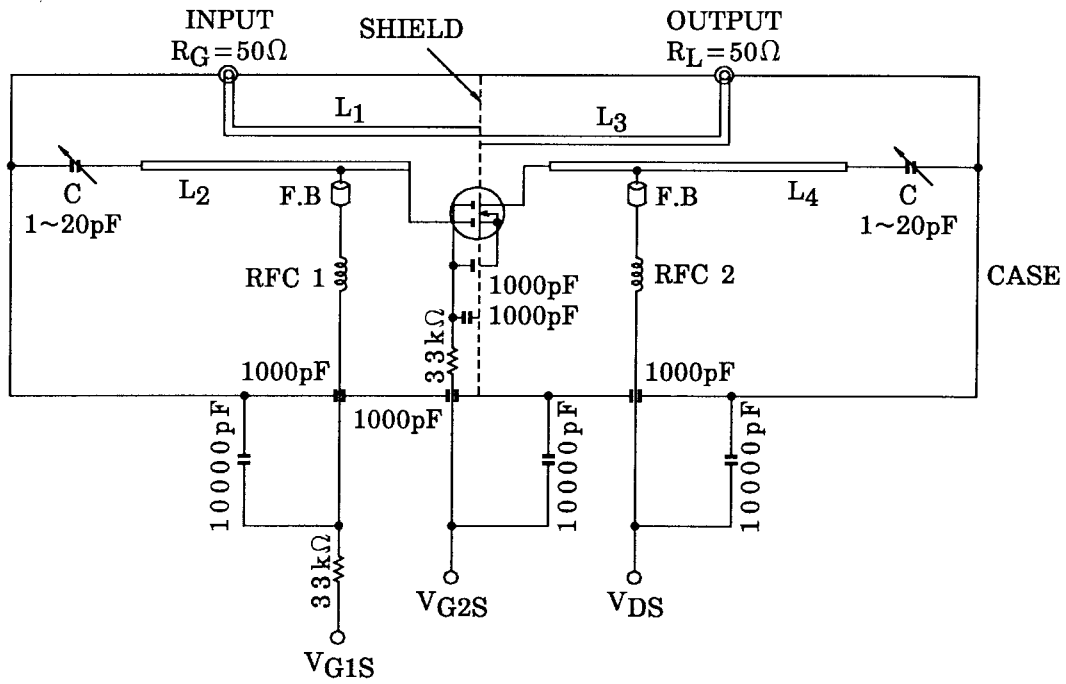 INPUT
R_G=50Ω
SHIELD
OUTPUT
R_L=50Ω
L1
L3
C
1~20pF
L2
F.B
F.B
L4
C
1~20pF
RFC 1
1000pF
1000pF
RFC 2
CASE
33kΩ
1000pF
1000pF
1000pF
10000pF
10000pF
10000pF
33kΩ
V_G2S
V_DS
V_G1S